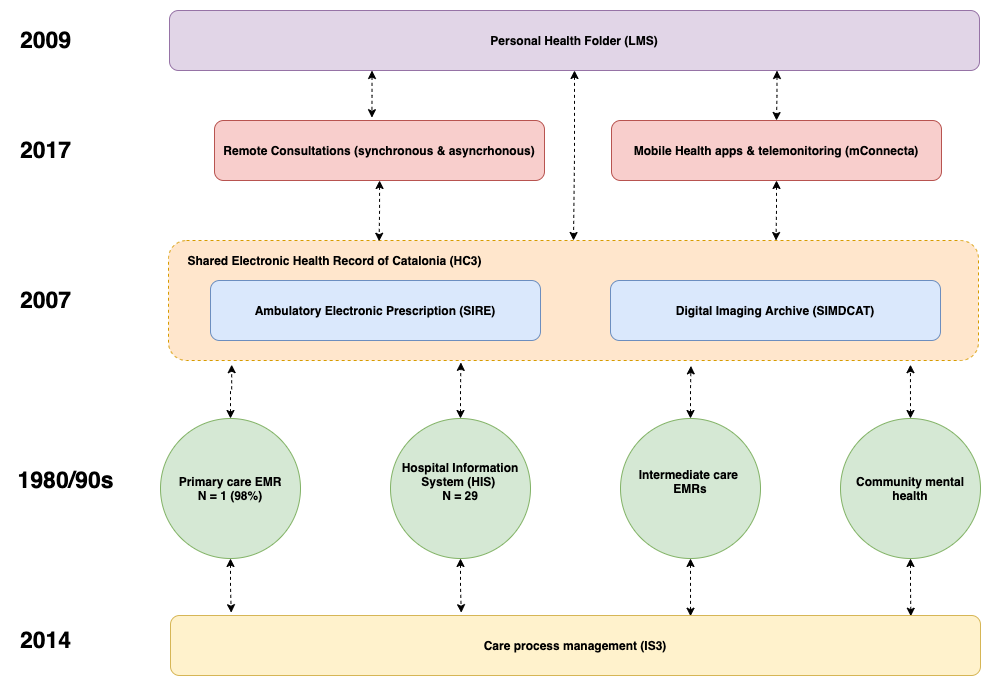 2009
Personal Health Folder (LMS)
2017
Remote Consultations (synchronous & asyncrhonous)
Mobile Health apps & telemonitoring (mConnecta)
Shared Electronic Health Record of Catalonia (HC3)
2007
Ambulatory Electronic Prescription (SIRE)
Digital Imaging Archive (SIMDCAT)
1980/90s
Primary care EMR
N = 1 (98%)
Hospital Information
System (HIS)
N = 29
Intermediate care
EMRs
Community mental
health
2014
Care process management (IS3)